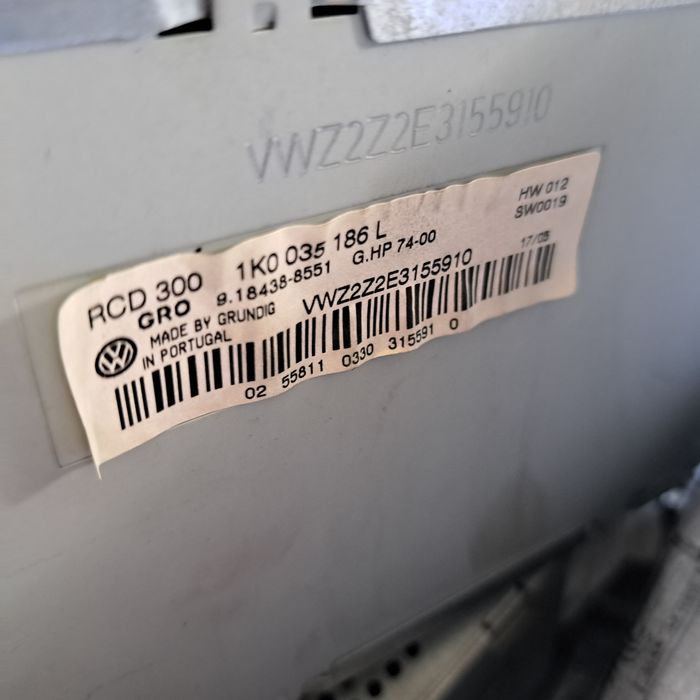 VWZ2Z2E3155910
RCD 300 1K0 035 186 L HW 012
GRO 9.18438-8551 G.HP 74-00 SW0019
MADE BY GRUNDIG VWZ2Z2E3155910 17/05
IN PORTUGAL
02 55811 0330 315591 0